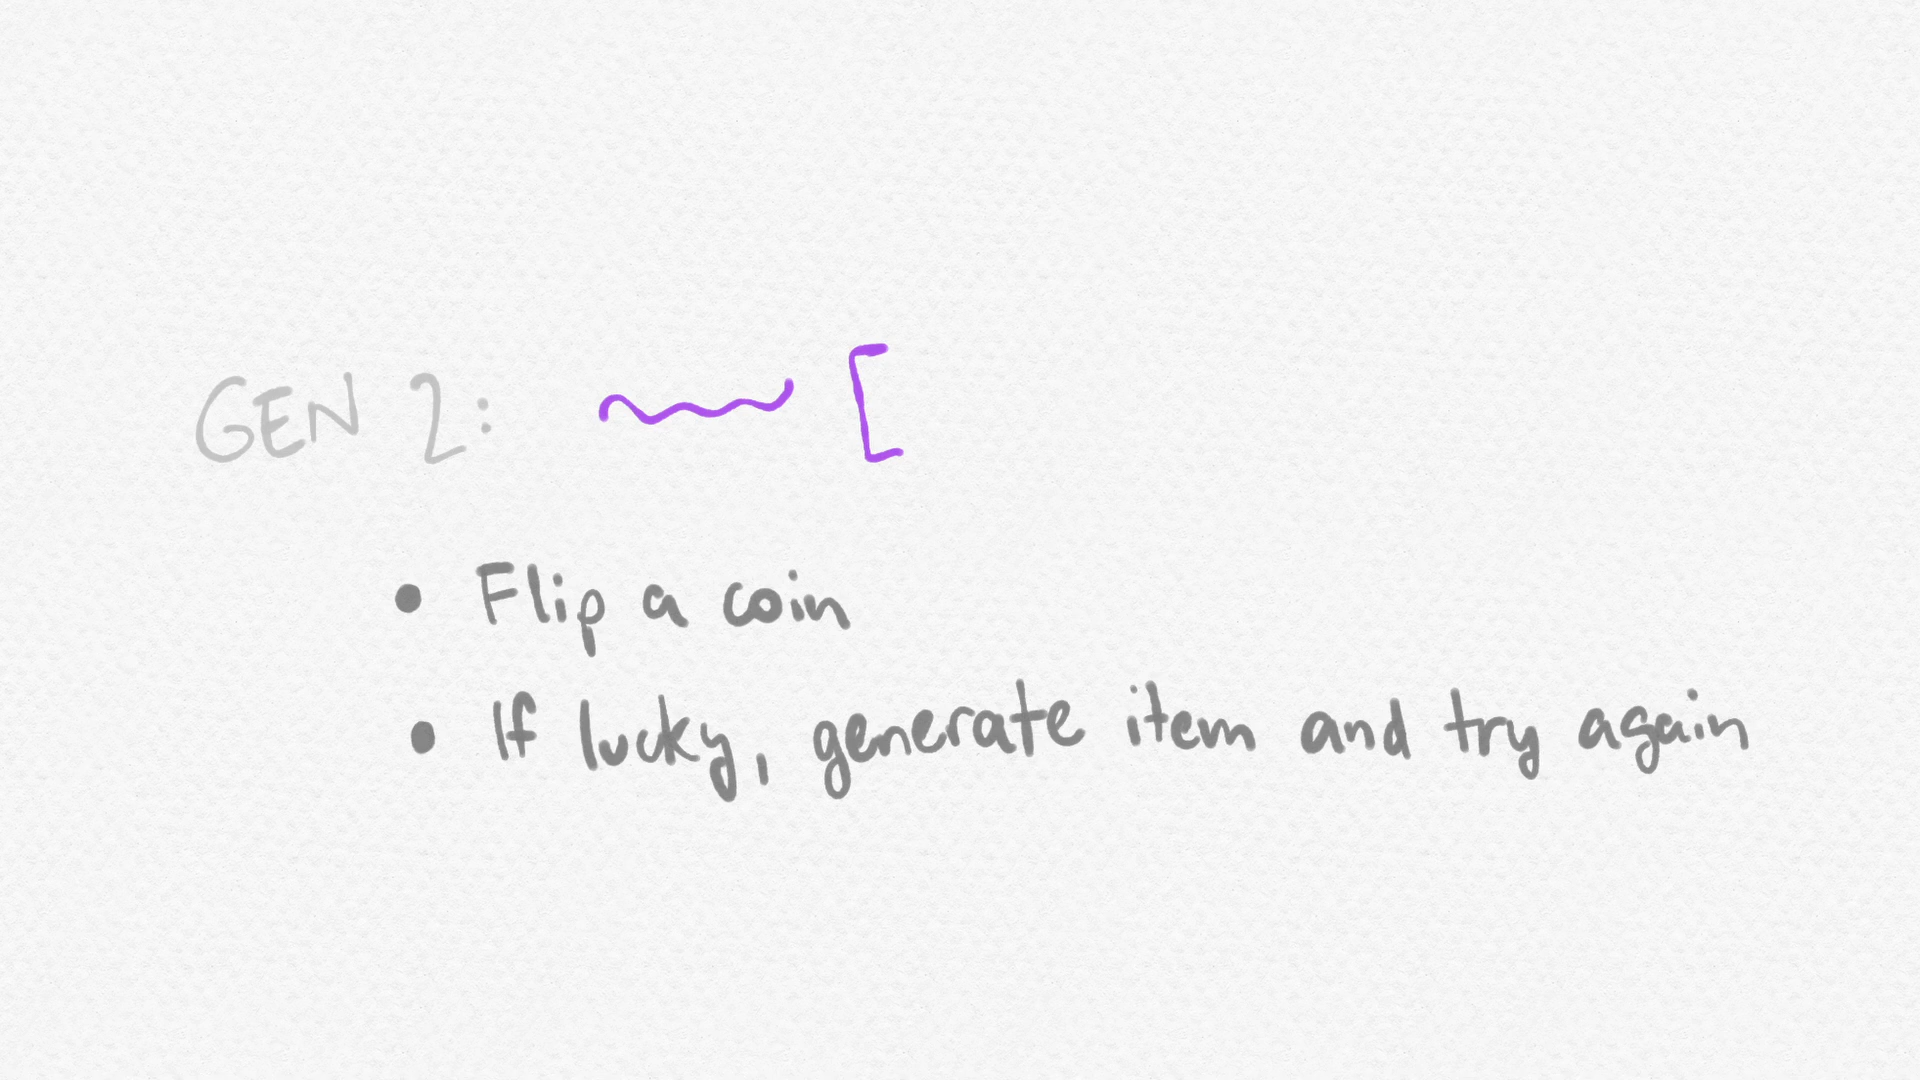 GEN 2: [
• Flip a coin
• If lucky, generate item and try again